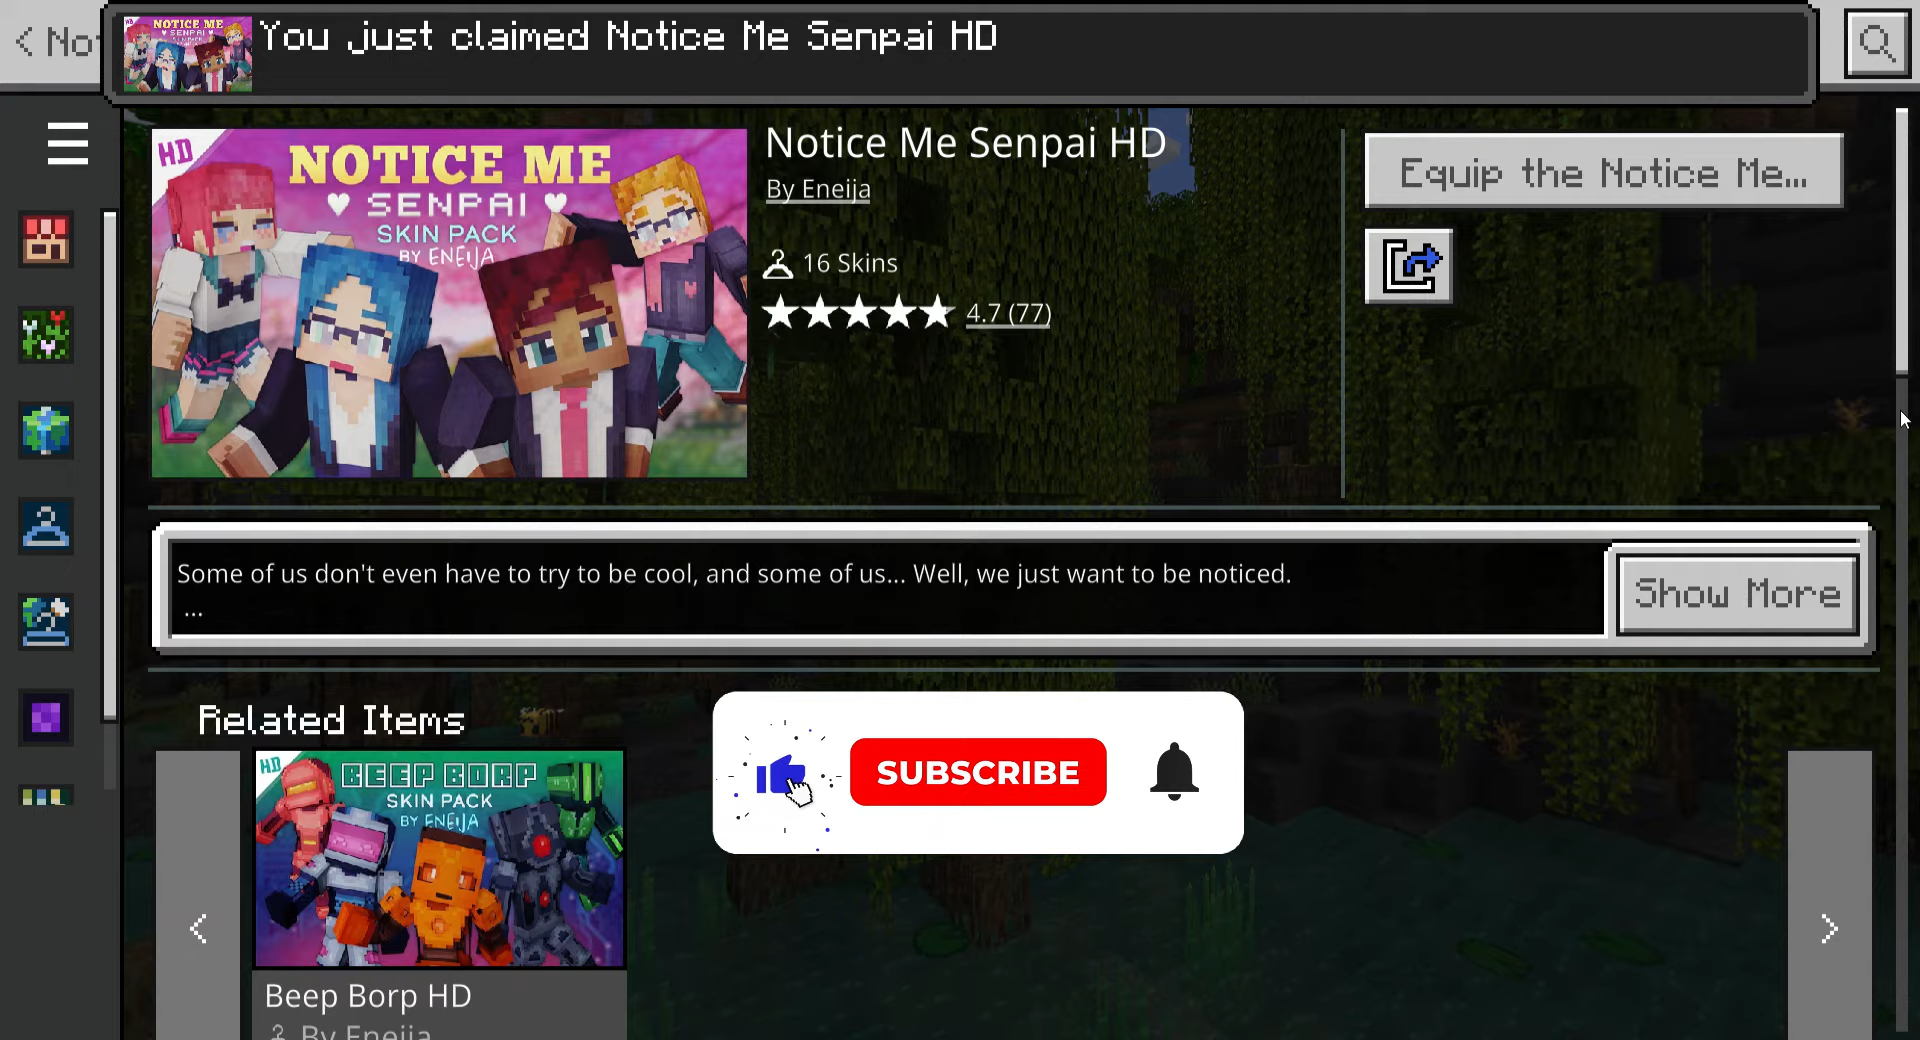 No
You just claimed Notice Me Senpai HD
NOTICE ME
SENPAI
HD
NOTICE ME
SENPAI
SKIN PACK
BY ENEIJA
Notice Me Senpai HD
By Eneija
16 Skins
4.7 (77)
Equip the Notice Me...
Some of us don't even have to try to be cool, and some of us... Well, we just want to be noticed.
...
Show More
Related Items
SUBSCRIBE
HD
BEEP BORP
SKIN PACK
BY ENEIJA
Beep Borp HD
By Eneija